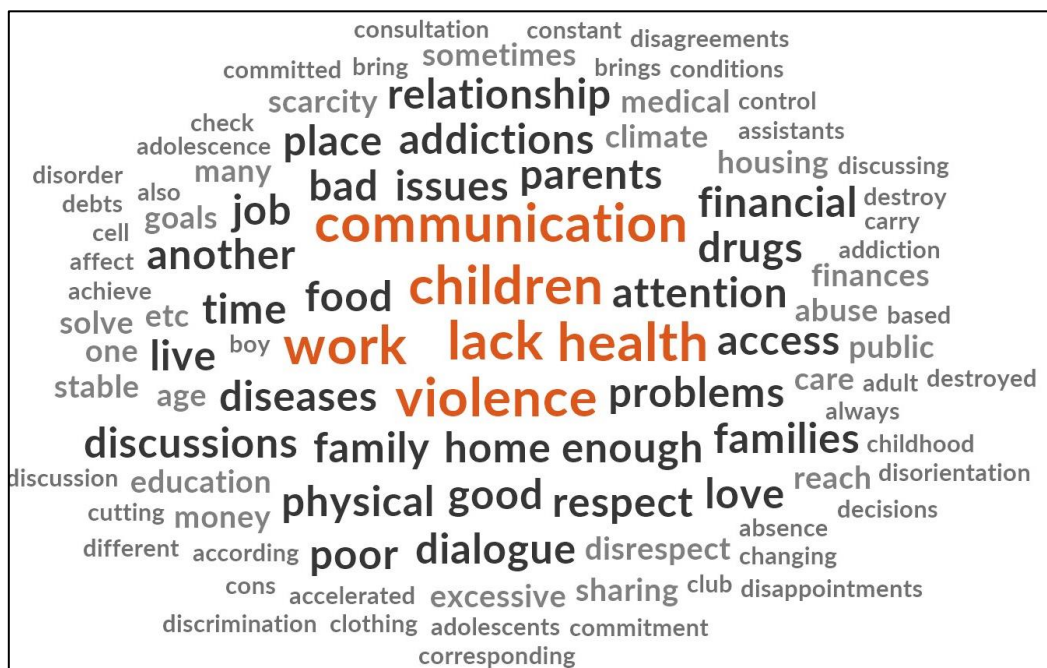 consultation constant disagreements
committed bring sometimes brings conditions
scarcity relationship medical control
check place addictions climate assistants
adolescence many bad issues parents housing discussing
disorder also
debts goals job communication financial destroy
cell another drugs carry
affect children addiction
achieve time food attention finances
solve etc abuse based
one live boy work lack health access public
stable age diseases violence problems care adult destroyed
always
discussions family home enough families childhood
discussion education physical good respect love reach disorientation
cutting money decisions
different according poor dialogue disrespect absence
changing
cons accelerated excessive sharing club disappointments
discrimination clothing adolescents commitment
corresponding